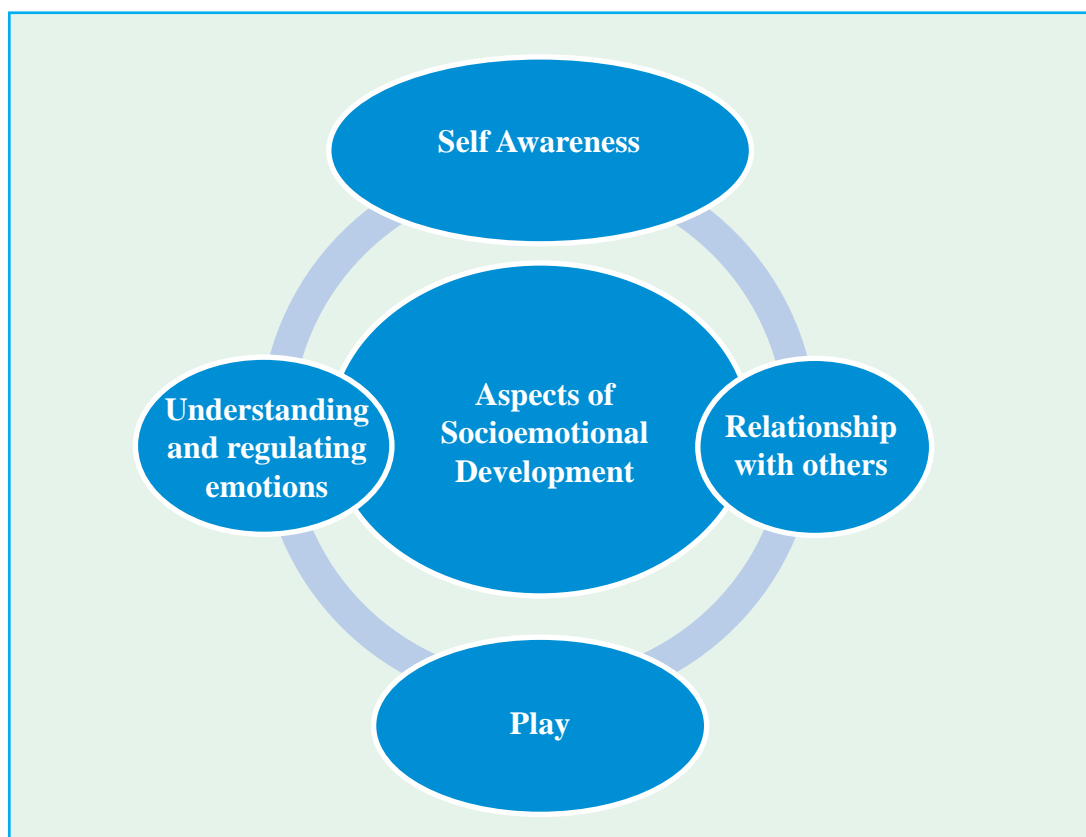 Self Awareness
Understanding
and regulating
emotions
Aspects of
Socioemotional
Development
Relationship
with others
Play